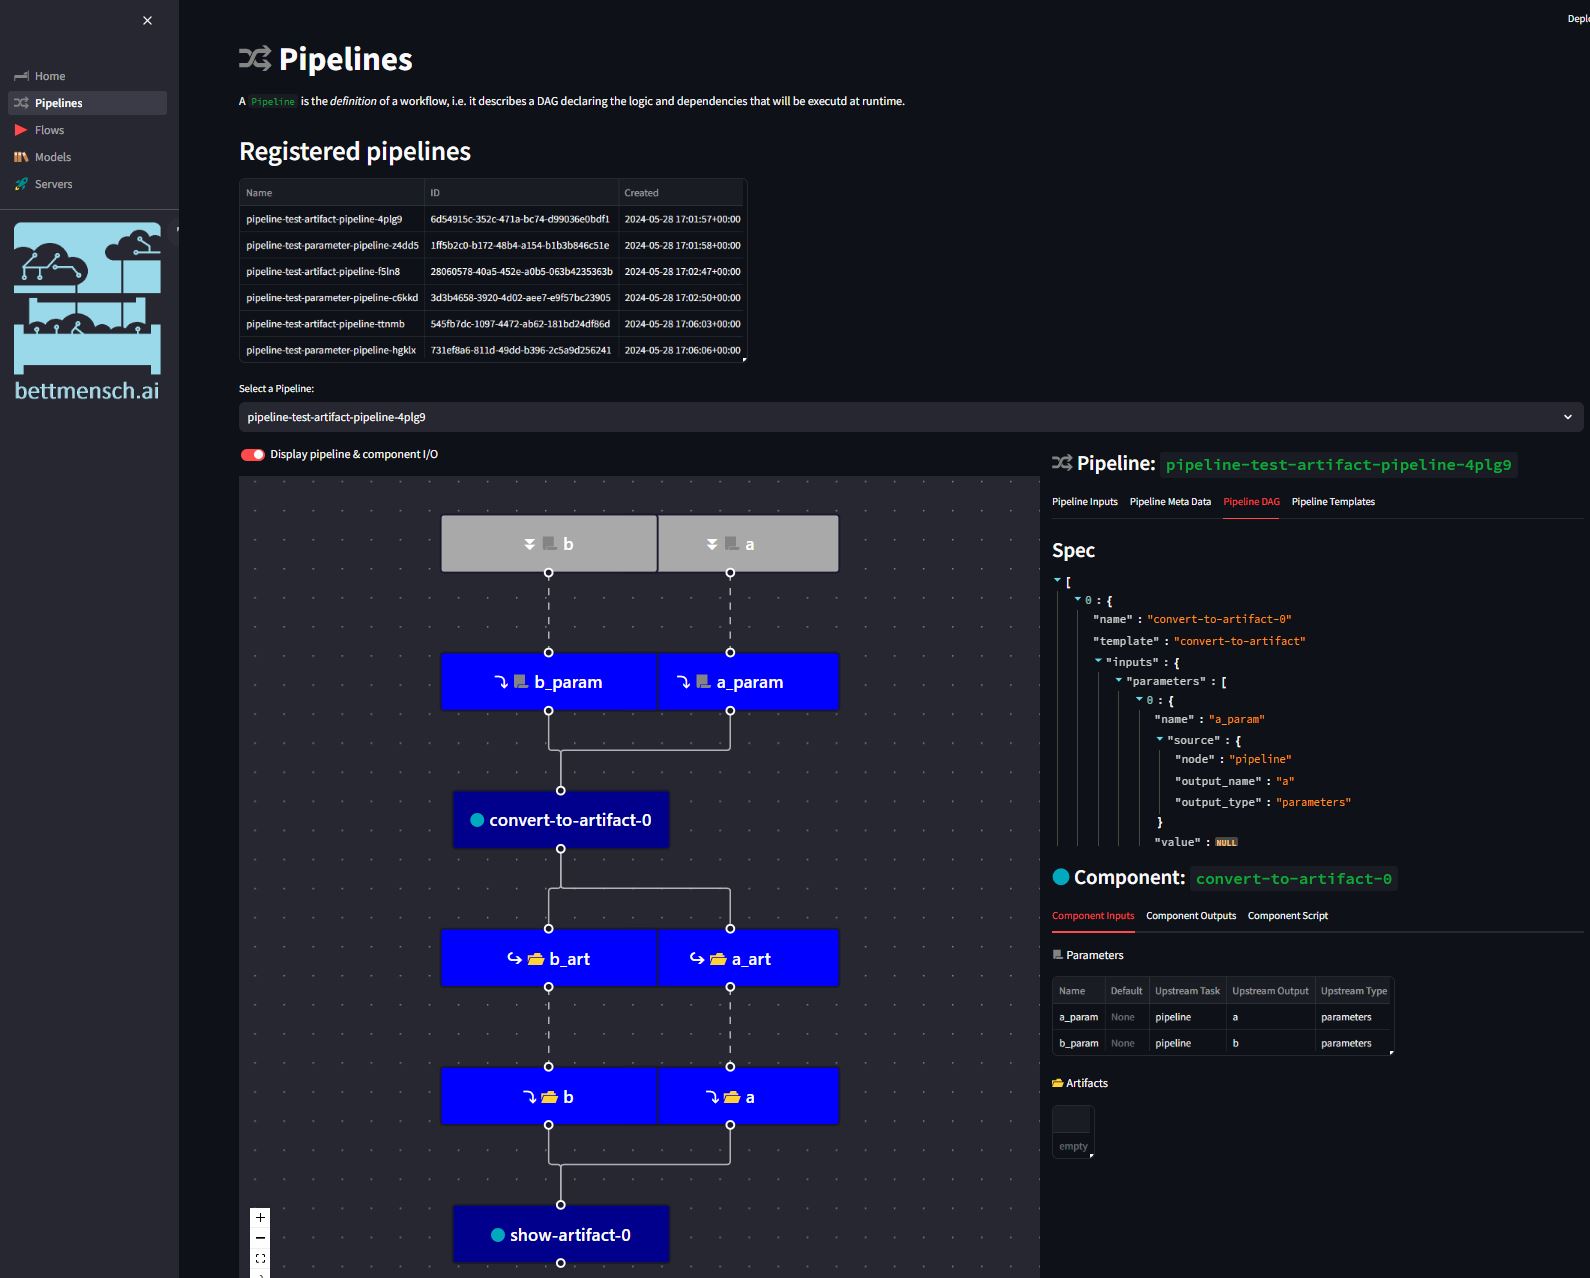 Deplo
Home
Pipelines
Flows
Models
Servers
bettmensch.ai
Pipelines
A Pipeline is the definition of a workflow, i.e. it describes a DAG declaring the logic and dependencies that will be executd at runtime.
Registered pipelines
Name ID Created
pipeline-test-artifact-pipeline-4plg9 6d54915c-352c-471a-bc74-d99036e0bdf1 2024-05-28 17:01:57+00:00
pipeline-test-parameter-pipeline-z4dd5 1ff5b2c0-b172-48b4-a154-b1b3b846c51e 2024-05-28 17:01:58+00:00
pipeline-test-artifact-pipeline-f5ln8 28060578-40a5-452e-a0b5-063b4235363b 2024-05-28 17:02:47+00:00
pipeline-test-parameter-pipeline-c6kkd 3d3b4658-3920-4d02-aee7-e9f57bc23905 2024-05-28 17:02:50+00:00
pipeline-test-artifact-pipeline-ttnmb 545fb7dc-1097-4472-ab62-181bd24df86d 2024-05-28 17:06:03+00:00
pipeline-test-parameter-pipeline-hgklx 731ef8a6-811d-49dd-b396-2c5a9d256241 2024-05-28 17:06:06+00:00
Select a Pipeline:
pipeline-test-artifact-pipeline-4plg9
Display pipeline & component I/O
b a
b_param a_param
convert-to-artifact-0
b_art a_art
b a
show-artifact-0
Pipeline: pipeline-test-artifact-pipeline-4plg9
Pipeline Inputs Pipeline Meta Data Pipeline DAG Pipeline Templates
Spec
[
0 : {
"name" : "convert-to-artifact-0"
"template" : "convert-to-artifact"
"inputs" : {
"parameters" : [
0 : {
"name" : "a_param"
"source" : {
"node" : "pipeline"
"output_name" : "a"
"output_type" : "parameters"
}
"value" : NULL
Component: convert-to-artifact-0
Component Inputs Component Outputs Component Script
Parameters
Name Default Upstream Task Upstream Output Upstream Type
a_param None pipeline a parameters
b_param None pipeline b parameters
Artifacts
empty